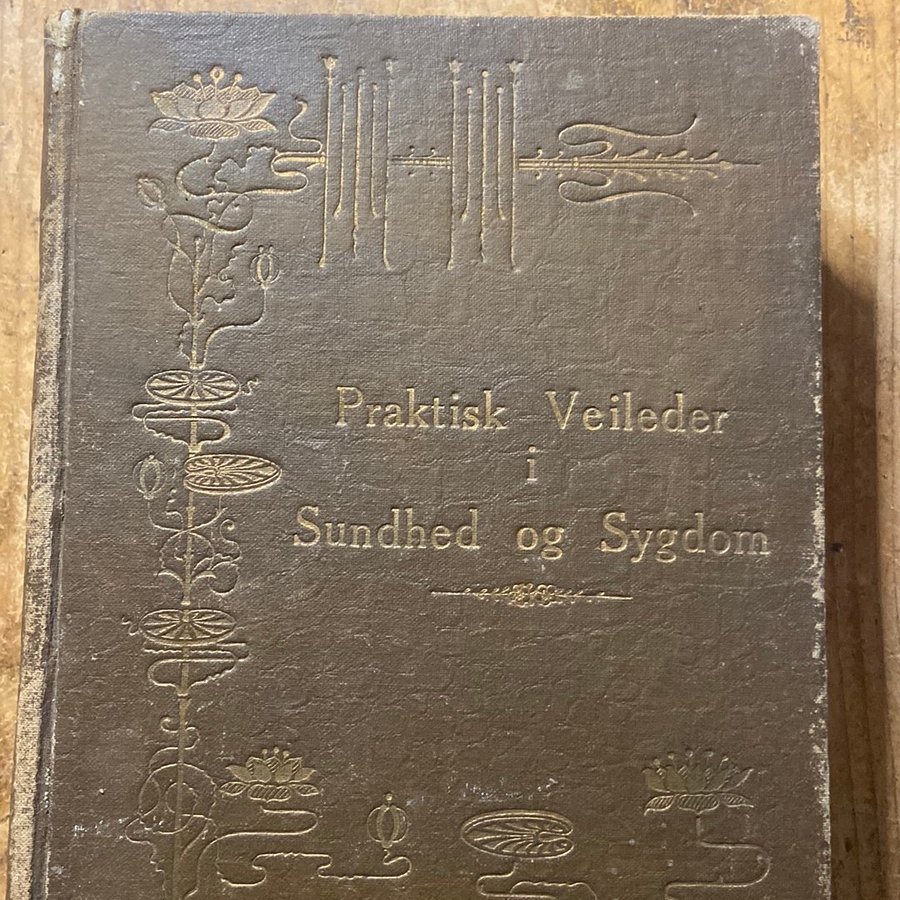 Praktisk Veileder
i
Sundhed og Sygdom